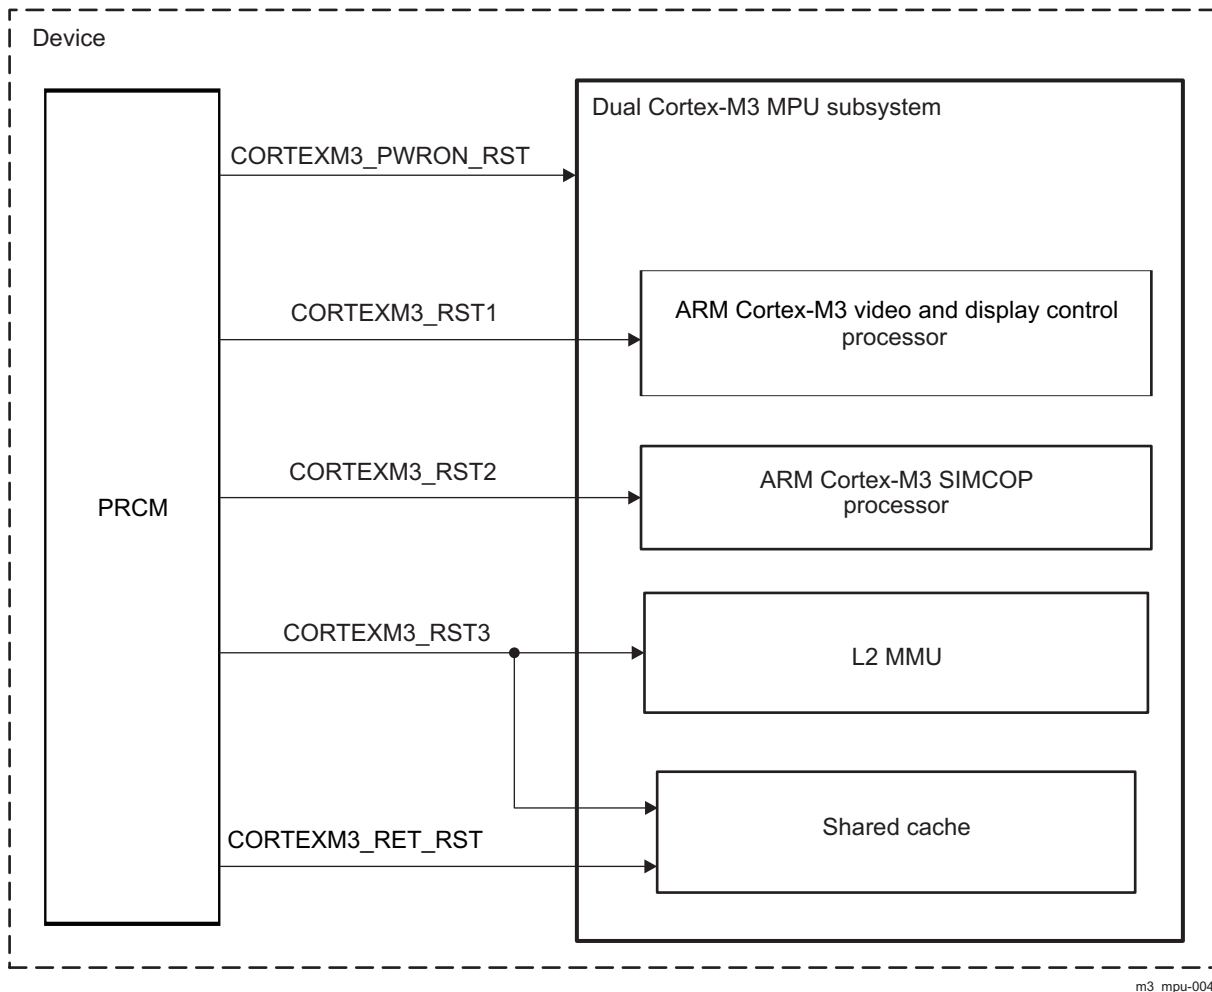 Device
Dual Cortex-M3 MPU subsystem
CORTEXM3_PWRON_RST
CORTEXM3_RST1
ARM Cortex-M3 video and display control
processor
CORTEXM3_RST2
ARM Cortex-M3 SIMCOP
processor
PRCM
CORTEXM3_RST3
L2 MMU
Shared cache
CORTEXM3_RET_RST
m3_mpu-004